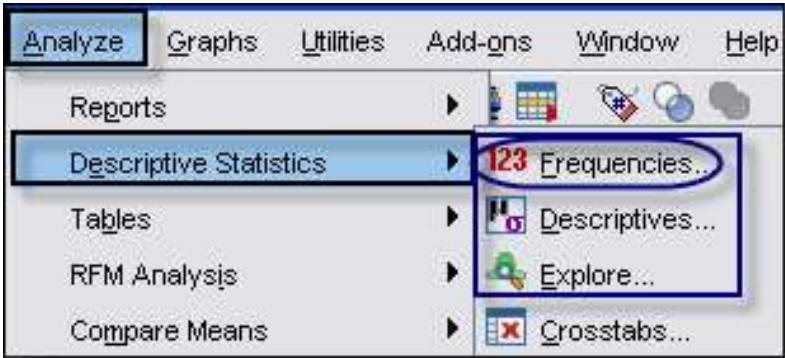 Analyze Graphs Utilities Add-ons Window Help
Reports
Descriptive Statistics
Tables
RFM Analysis
Compare Means
123 Frequencies...
μσ Descriptives...
Explore...
Crosstabs...